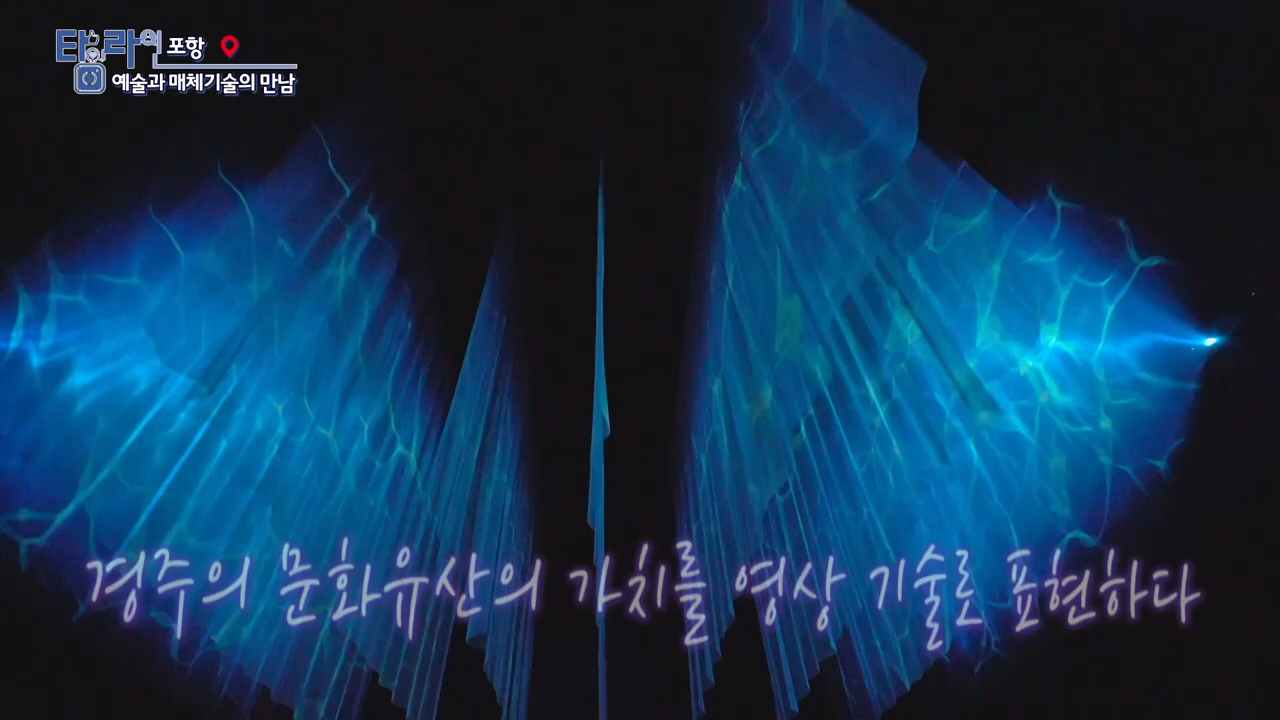 타임라인 포항
예술과 매체기술의 만남
경주의 문화유산의 가치를 영상 기술로 표현하다